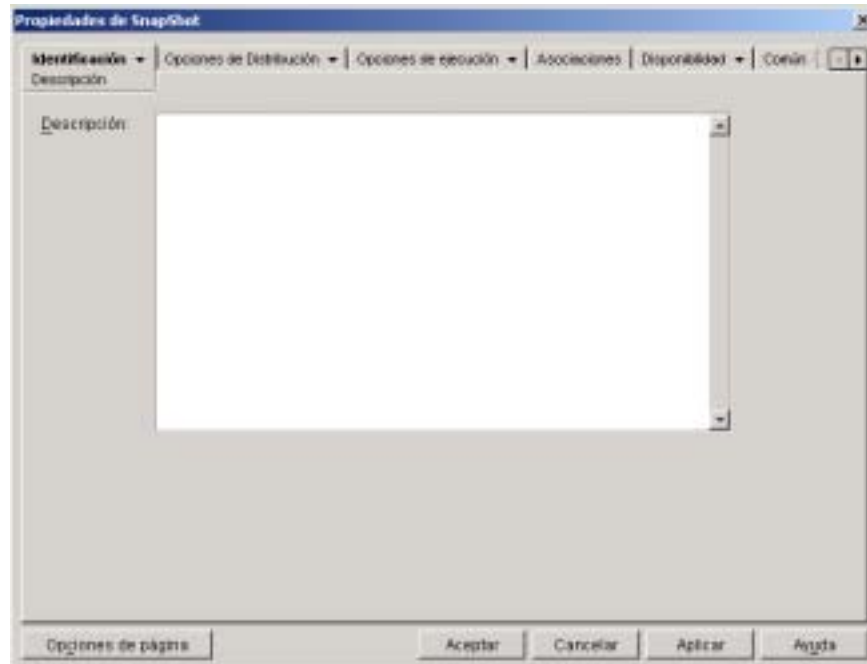 Propiedades de SnapShot
Identificación Opciones de Distribución Opciones de ejecución Asociaciones Disponibilidad Común
Descripción
Descripción:
Opciones de página Aceptar Cancelar Aplicar Ayuda